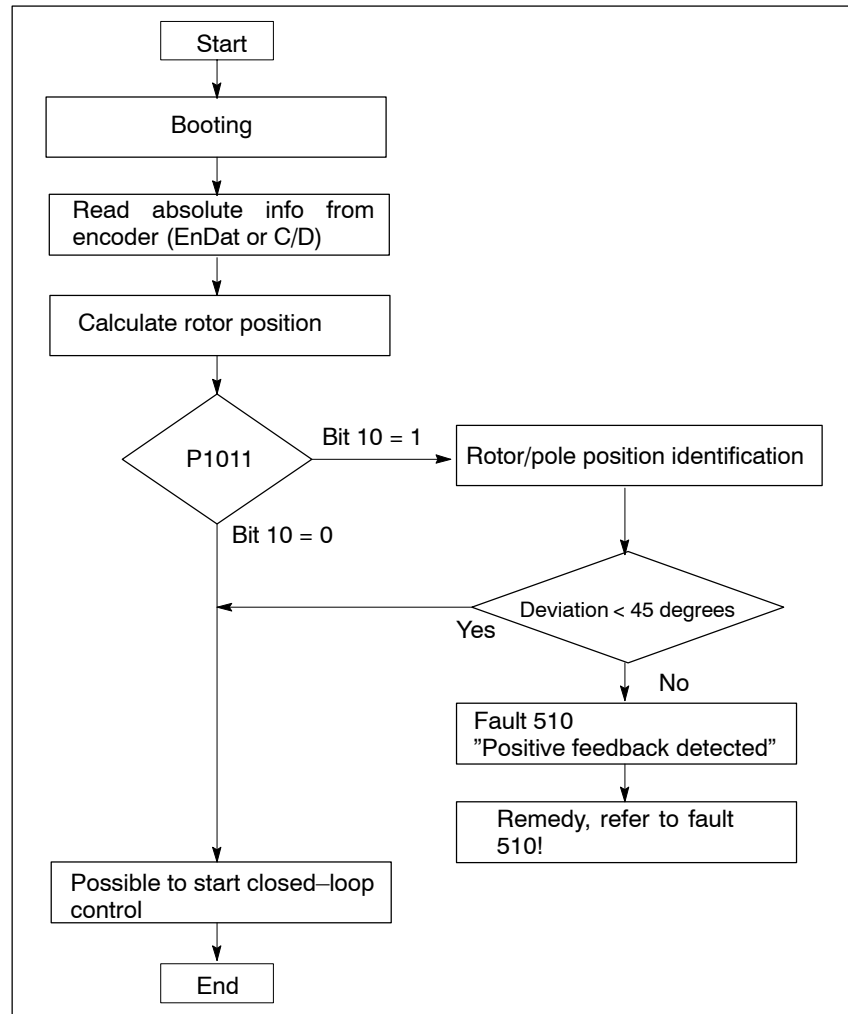 Start
Booting
Read absolute info from
encoder (EnDat or C/D)
Calculate rotor position
P1011
Bit 10 = 1
Rotor/pole position identification
Bit 10 = 0
Deviation < 45 degrees
Yes
No
Fault 510
”Positive feedback detected”
Remedy, refer to fault
510!
Possible to start closed–loop
control
End